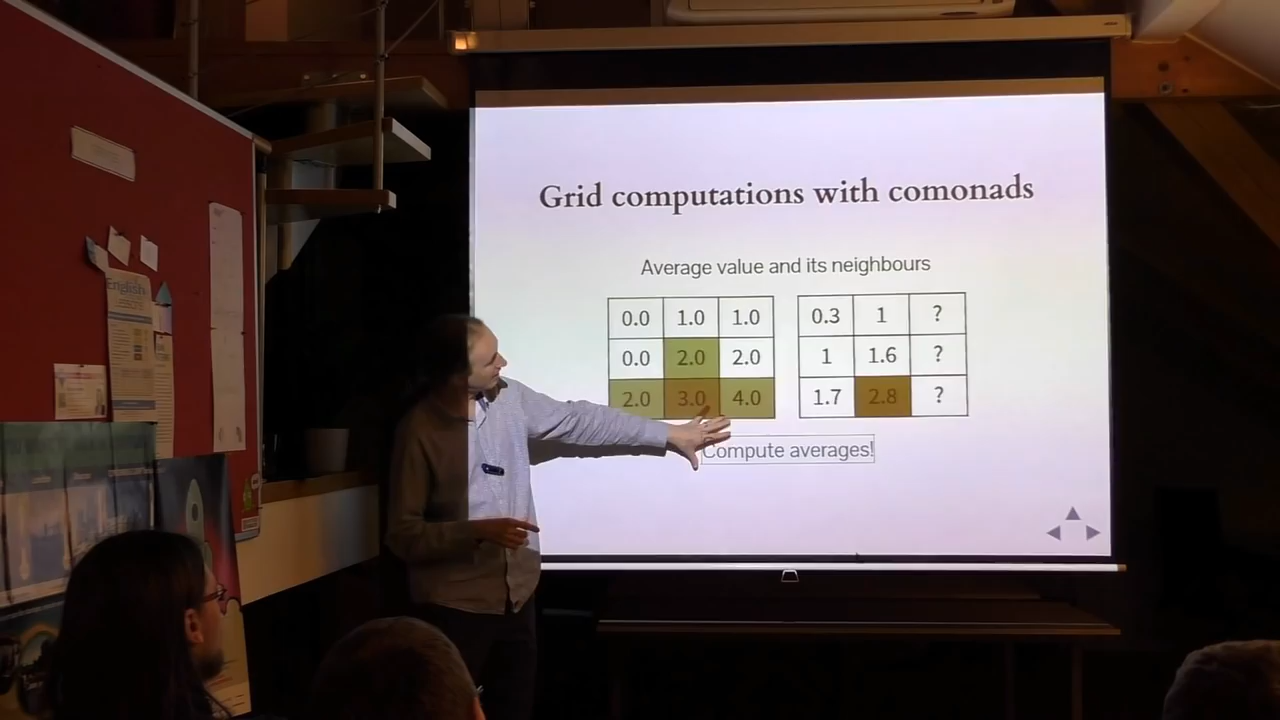 Grid computations with comonads
Average value and its neighbours
0.0 1.0 1.0
0.0 2.0 2.0
2.0 3.0 4.0
0.3 1 ?
1 1.6 ?
1.7 2.8 ?
Compute averages!
English